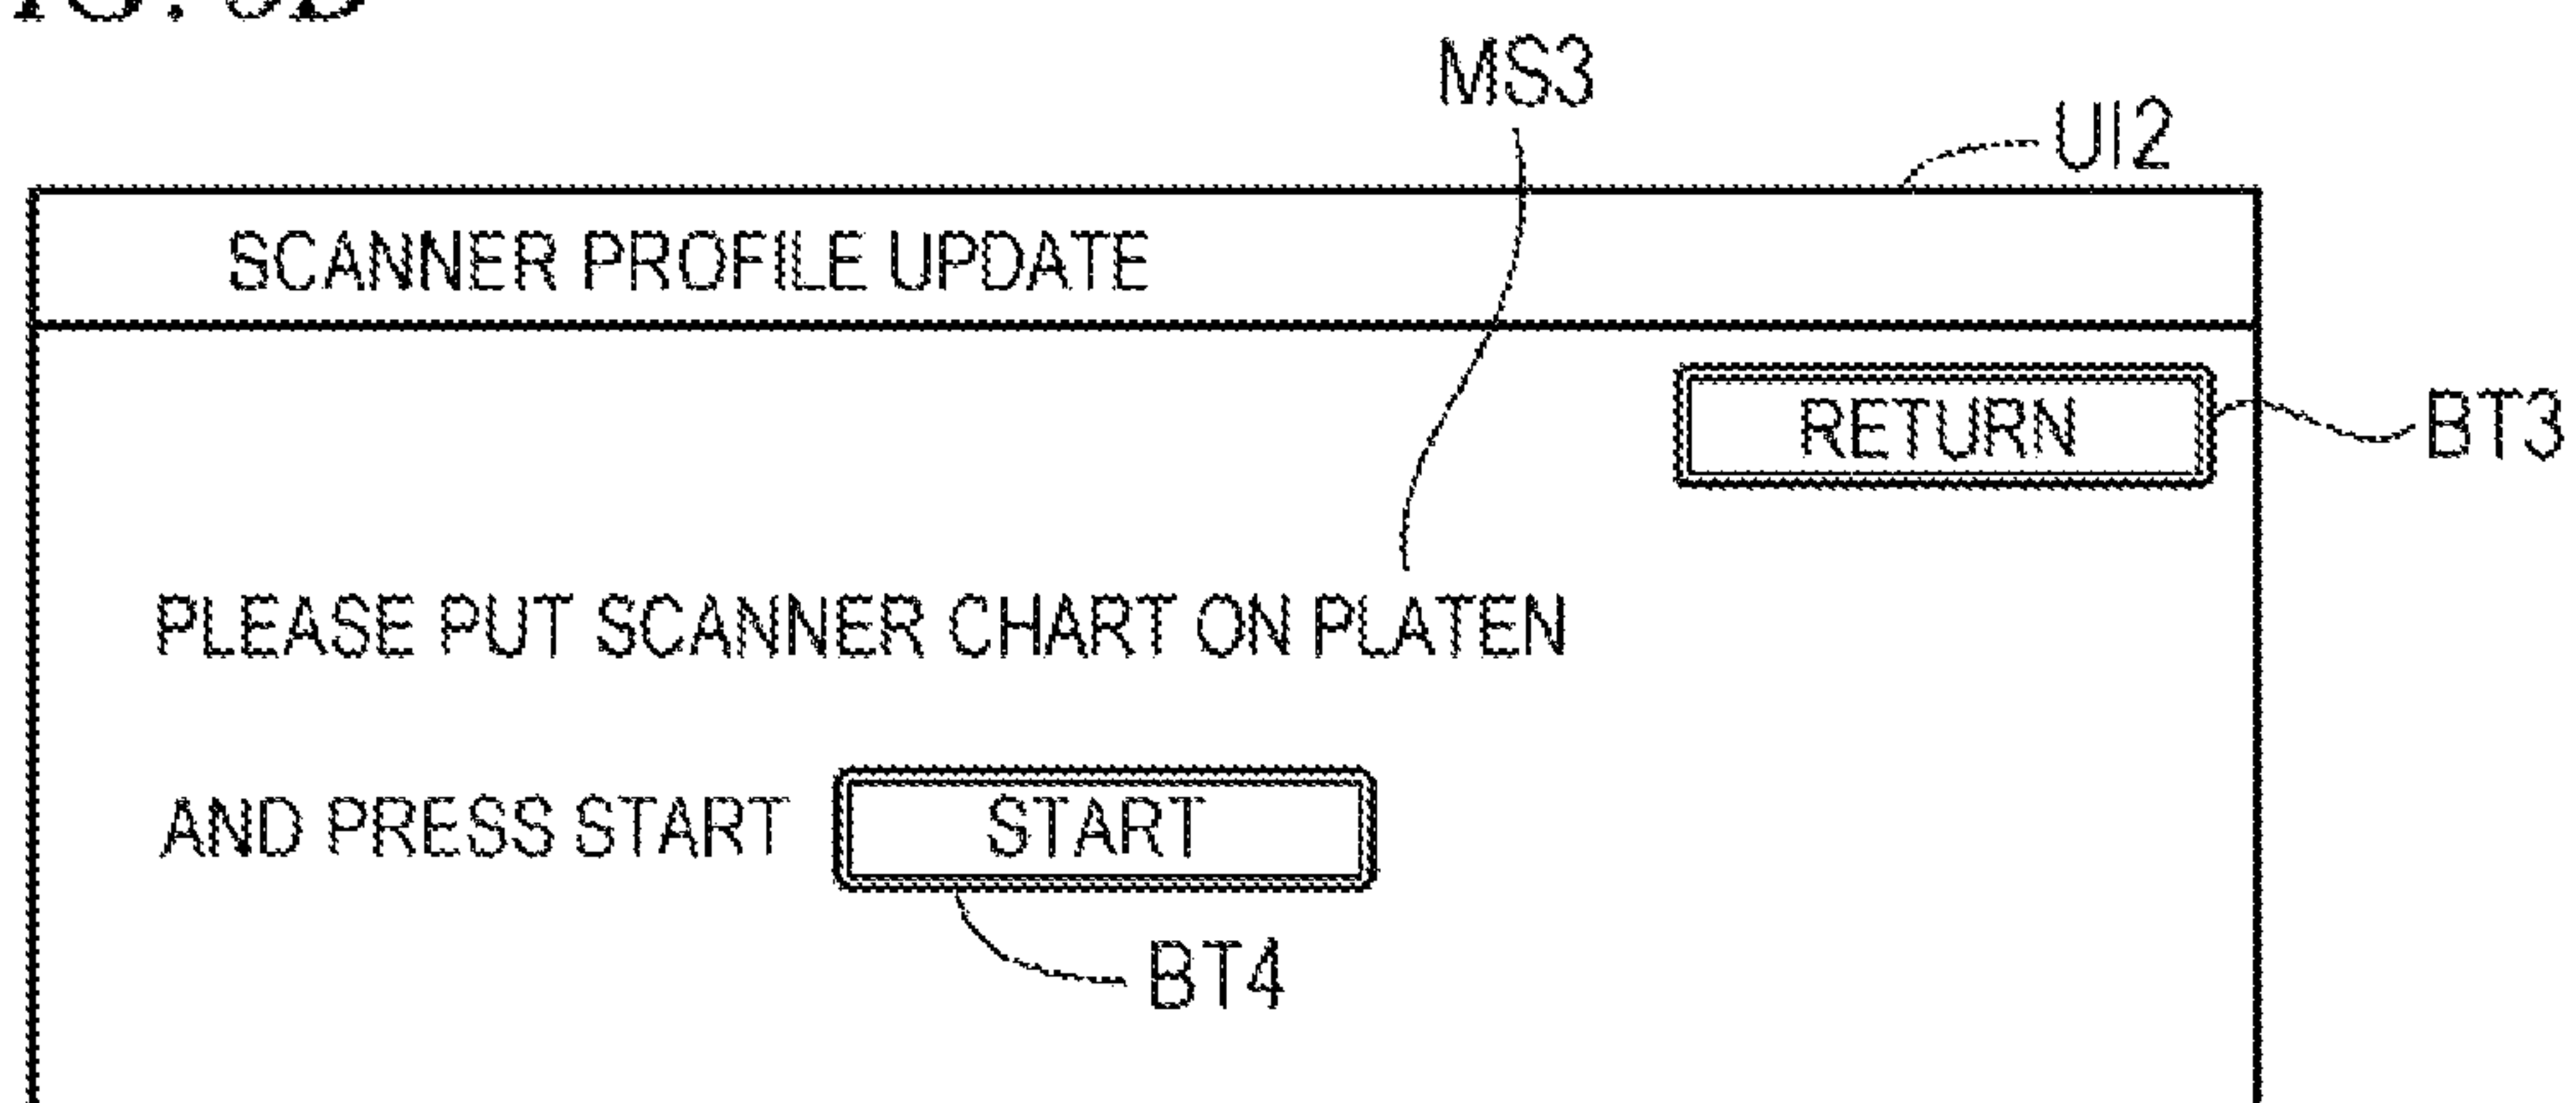 MS3
UI2
SCANNER PROFILE UPDATE
RETURN
BT3
PLEASE PUT SCANNER CHART ON PLATEN
AND PRESS START START
BT4